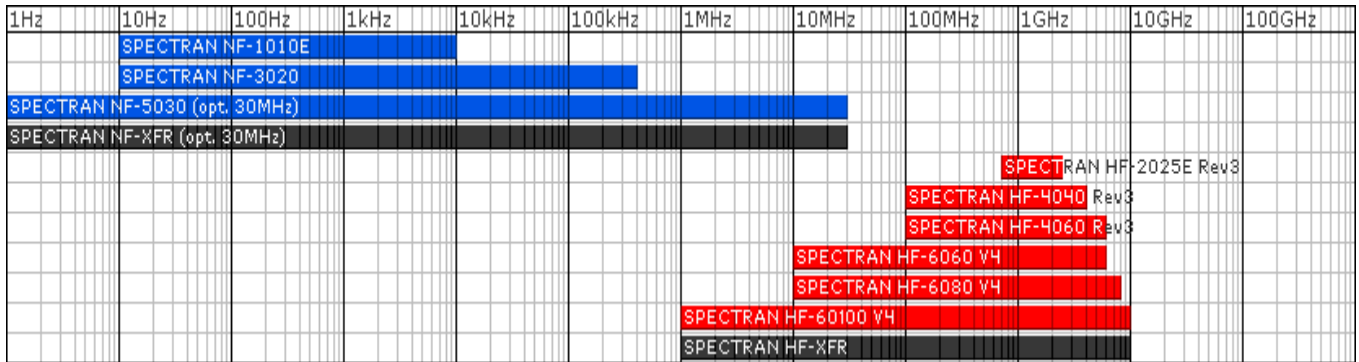 1Hz 10Hz 100Hz 1kHz 10kHz 100kHz 1MHz 10MHz 100MHz 1GHz 10GHz 100GHz
SPECTRAN NF-1010E
SPECTRAN NF-3020
SPECTRAN NF-5030 (opt. 30MHz)
SPECTRAN NF-XFR (opt. 30MHz)
SPECTRAN HF-2025E Rev3
SPECTRAN HF-4040 Rev3
SPECTRAN HF-4060 Rev3
SPECTRAN HF-6060 V4
SPECTRAN HF-6080 V4
SPECTRAN HF-60100 V4
SPECTRAN HF-XFR